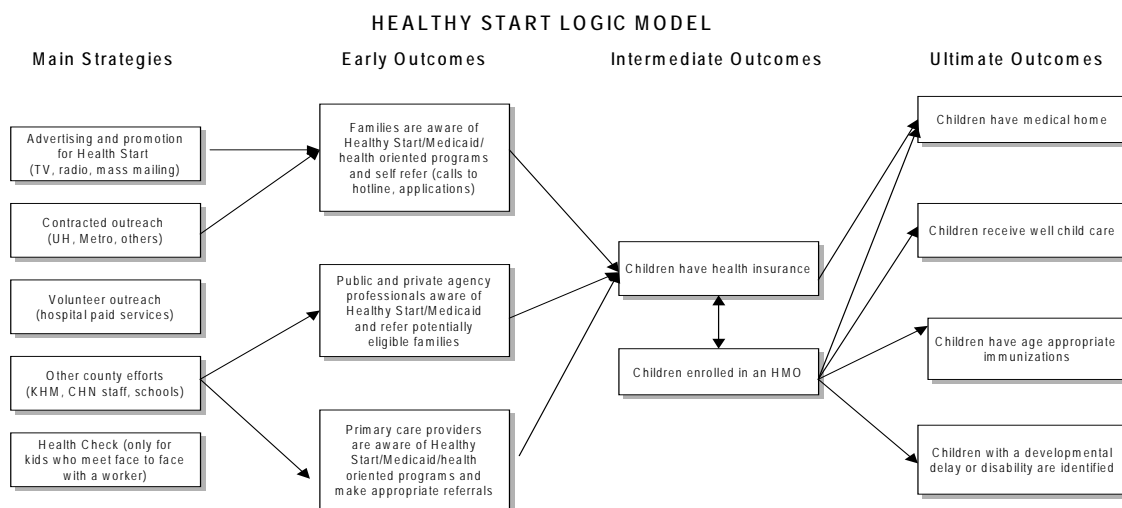 HEALTHY START LOGIC MODEL
Main Strategies
Early Outcomes
Intermediate Outcomes
Ultimate Outcomes
Advertising and promotion
for Health Start
(TV, radio, mass mailing)
Contracted outreach
(UH, Metro, others)
Volunteer outreach
(hospital paid services)
Other county efforts
(KHM, CHN staff, schools)
Health Check (only for
kids who meet face to face
with a worker)
Families are aware of
Healthy Start/Medicaid/
health oriented programs
and self refer (calls to
hotline, applications)
Public and private agency
professionals aware of
Healthy Start/Medicaid
and refer potentially
eligible families
Primary care providers
are aware of Healthy
Start/Medicaid/health
oriented programs and
make appropriate referrals
Children have health insurance
Children enrolled in an HMO
Children have medical home
Children receive well child care
Children have age appropriate
immunizations
Children with a developmental
delay or disability are identified